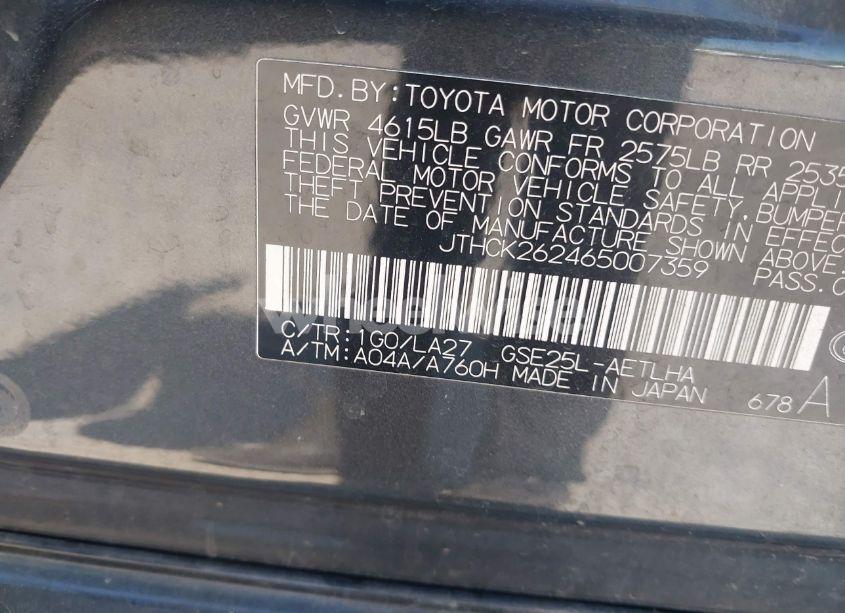 MFD. BY: TOYOTA MOTOR CORPORATION
GVWR 4615LB GAWR FR 2575LB RR 2535
THIS VEHICLE CONFORMS TO ALL APPLI
FEDERAL MOTOR VEHICLE SAFETY, BUMPER
THEFT PREVENTION STANDARDS IN EFFEC
THE DATE OF MANUFACTURE SHOWN ABOVE.
JTHCK262465007359 PASS.C
C/TR: 1G0/LA27 GSE25L-AETLHA
A/TM: A04A/A760H MADE IN JAPAN 678 A